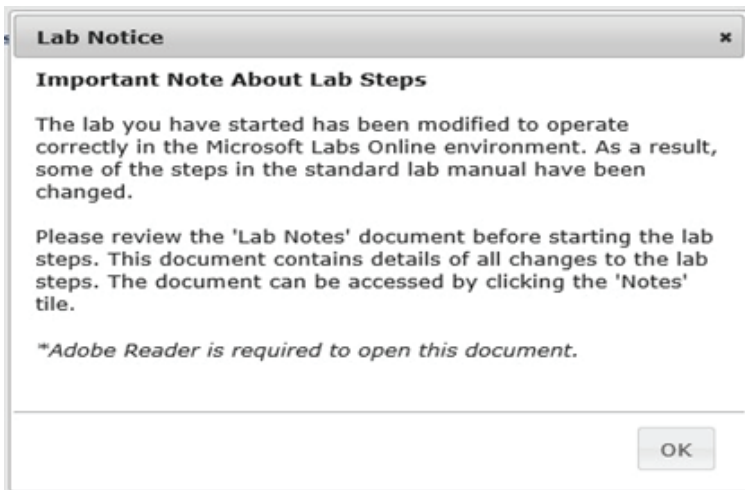 Lab Notice
Important Note About Lab Steps
The lab you have started has been modified to operate
correctly in the Microsoft Labs Online environment. As a result,
some of the steps in the standard lab manual have been
changed.
Please review the 'Lab Notes' document before starting the lab
steps. This document contains details of all changes to the lab
steps. The document can be accessed by clicking the 'Notes'
tile.
*Adobe Reader is required to open this document.
OK